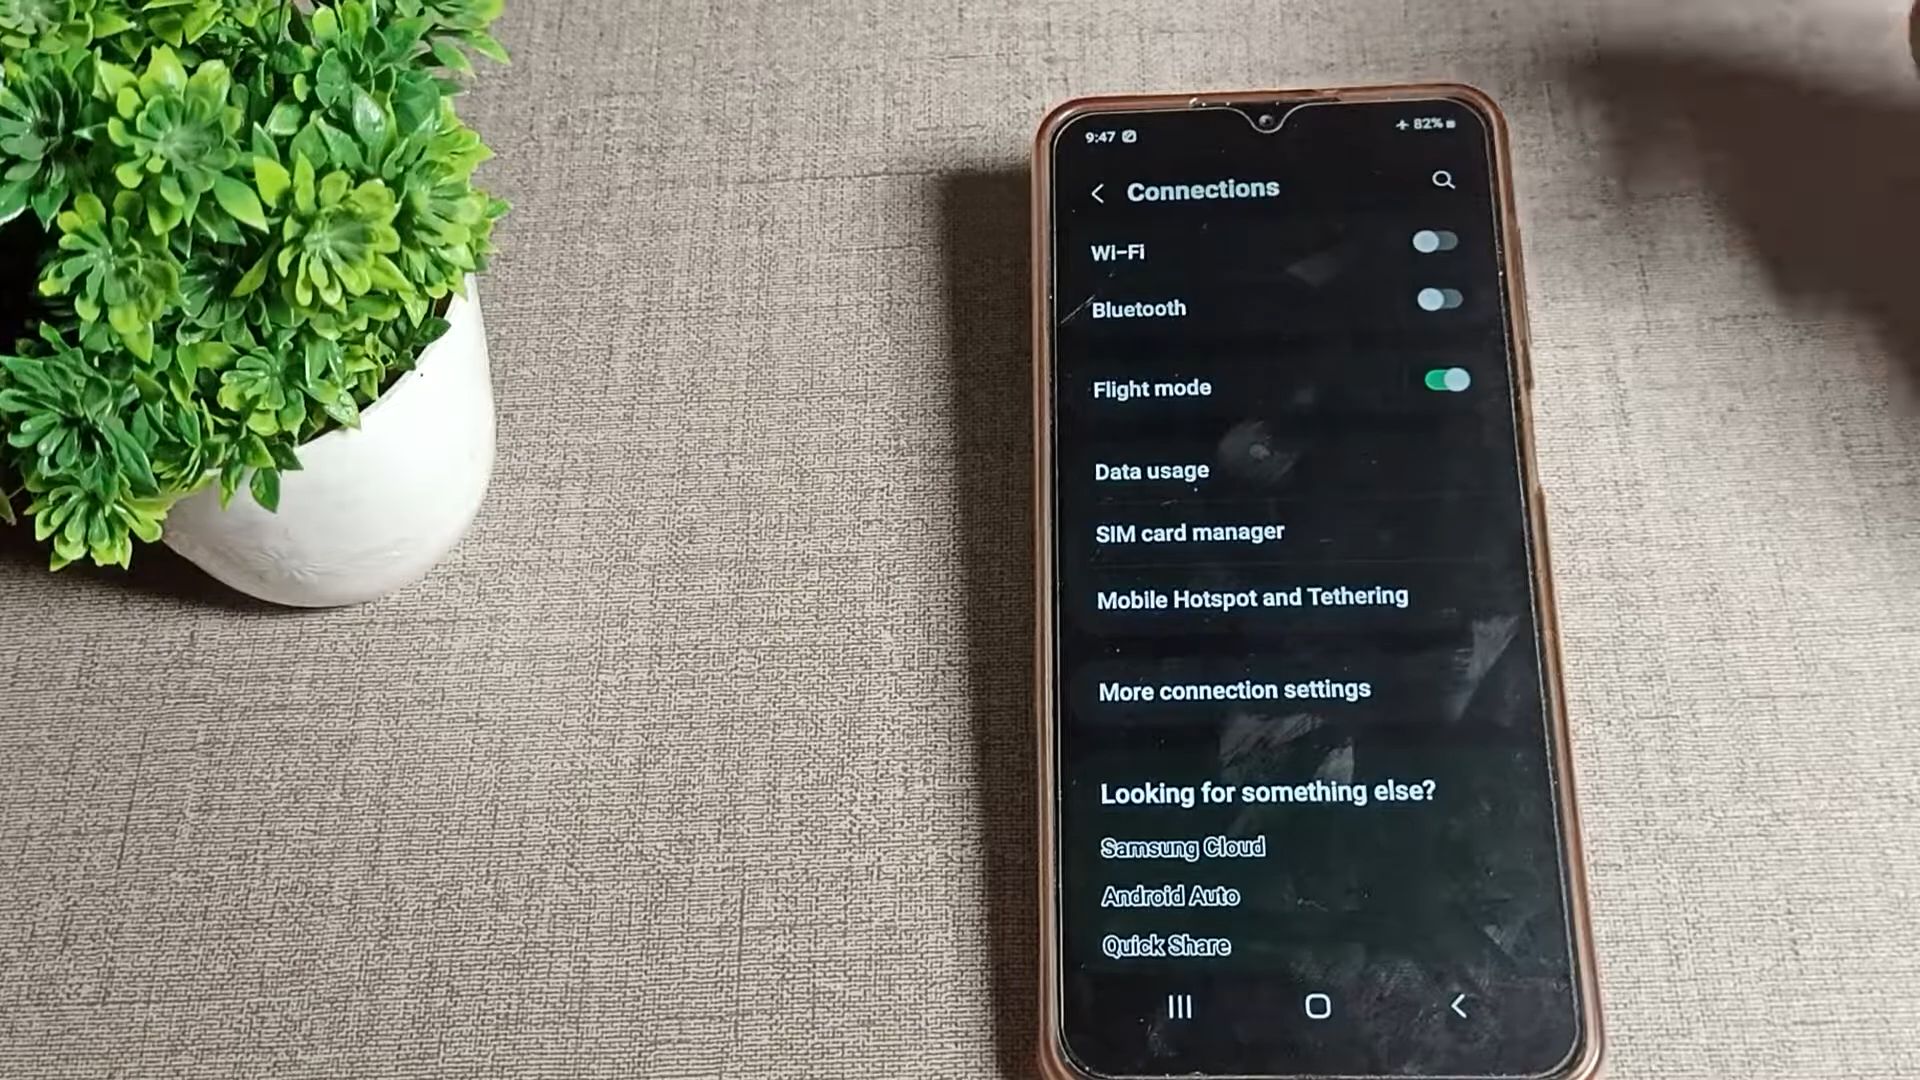 9:47 82%
Connections
Wi-Fi
Bluetooth
Flight mode
Data usage
SIM card manager
Mobile Hotspot and Tethering
More connection settings
Looking for something else?
Samsung Cloud
Android Auto
Quick Share